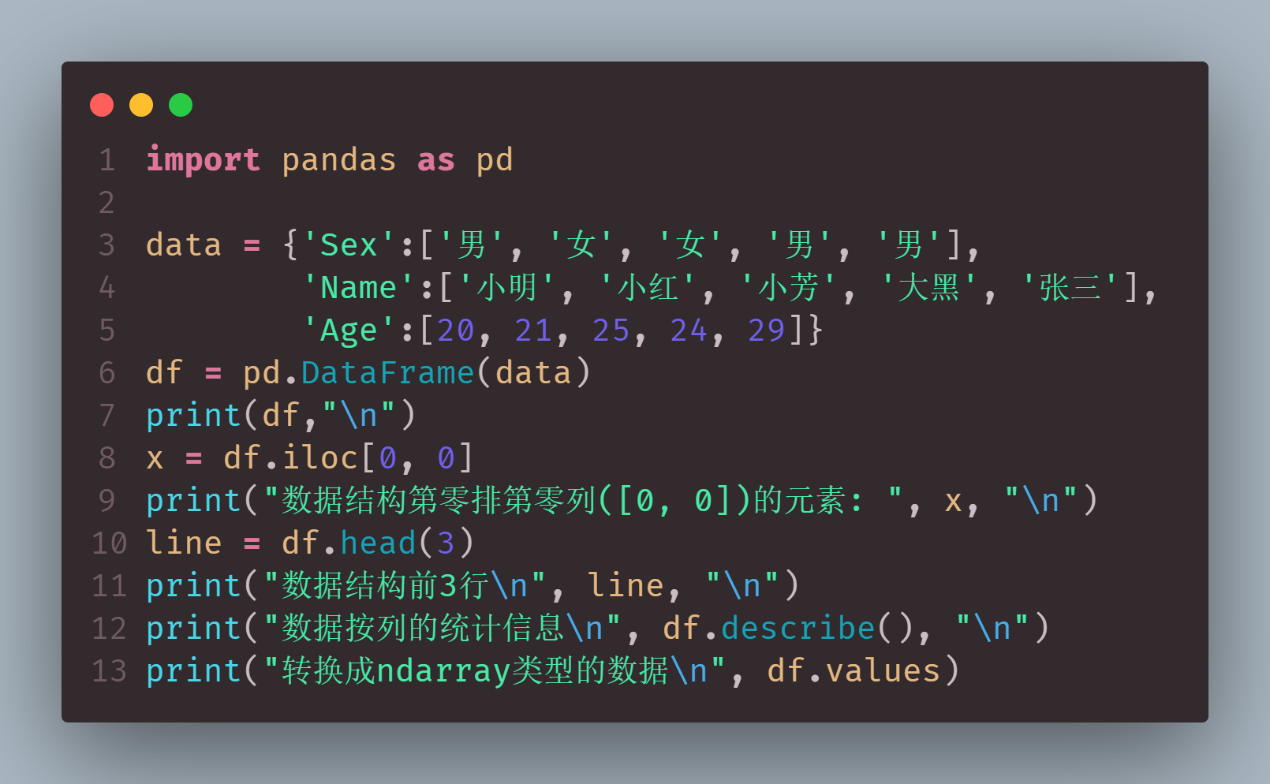 1 import pandas as pd
2
3 data = {'Sex':['男', '女', '女', '男', '男'],
4         'Name':['小明', '小红', '小芳', '大黑', '张三'],
5         'Age':[20, 21, 25, 24, 29]}
6 df = pd.DataFrame(data)
7 print(df,"\n")
8 x = df.iloc[0, 0]
9 print("数据结构第零排第零列([0, 0])的元素: ", x, "\n")
10 line = df.head(3)
11 print("数据结构前3行\n", line, "\n")
12 print("数据按列的统计信息\n", df.describe(), "\n")
13 print("转换成ndarray类型的数据\n", df.values)